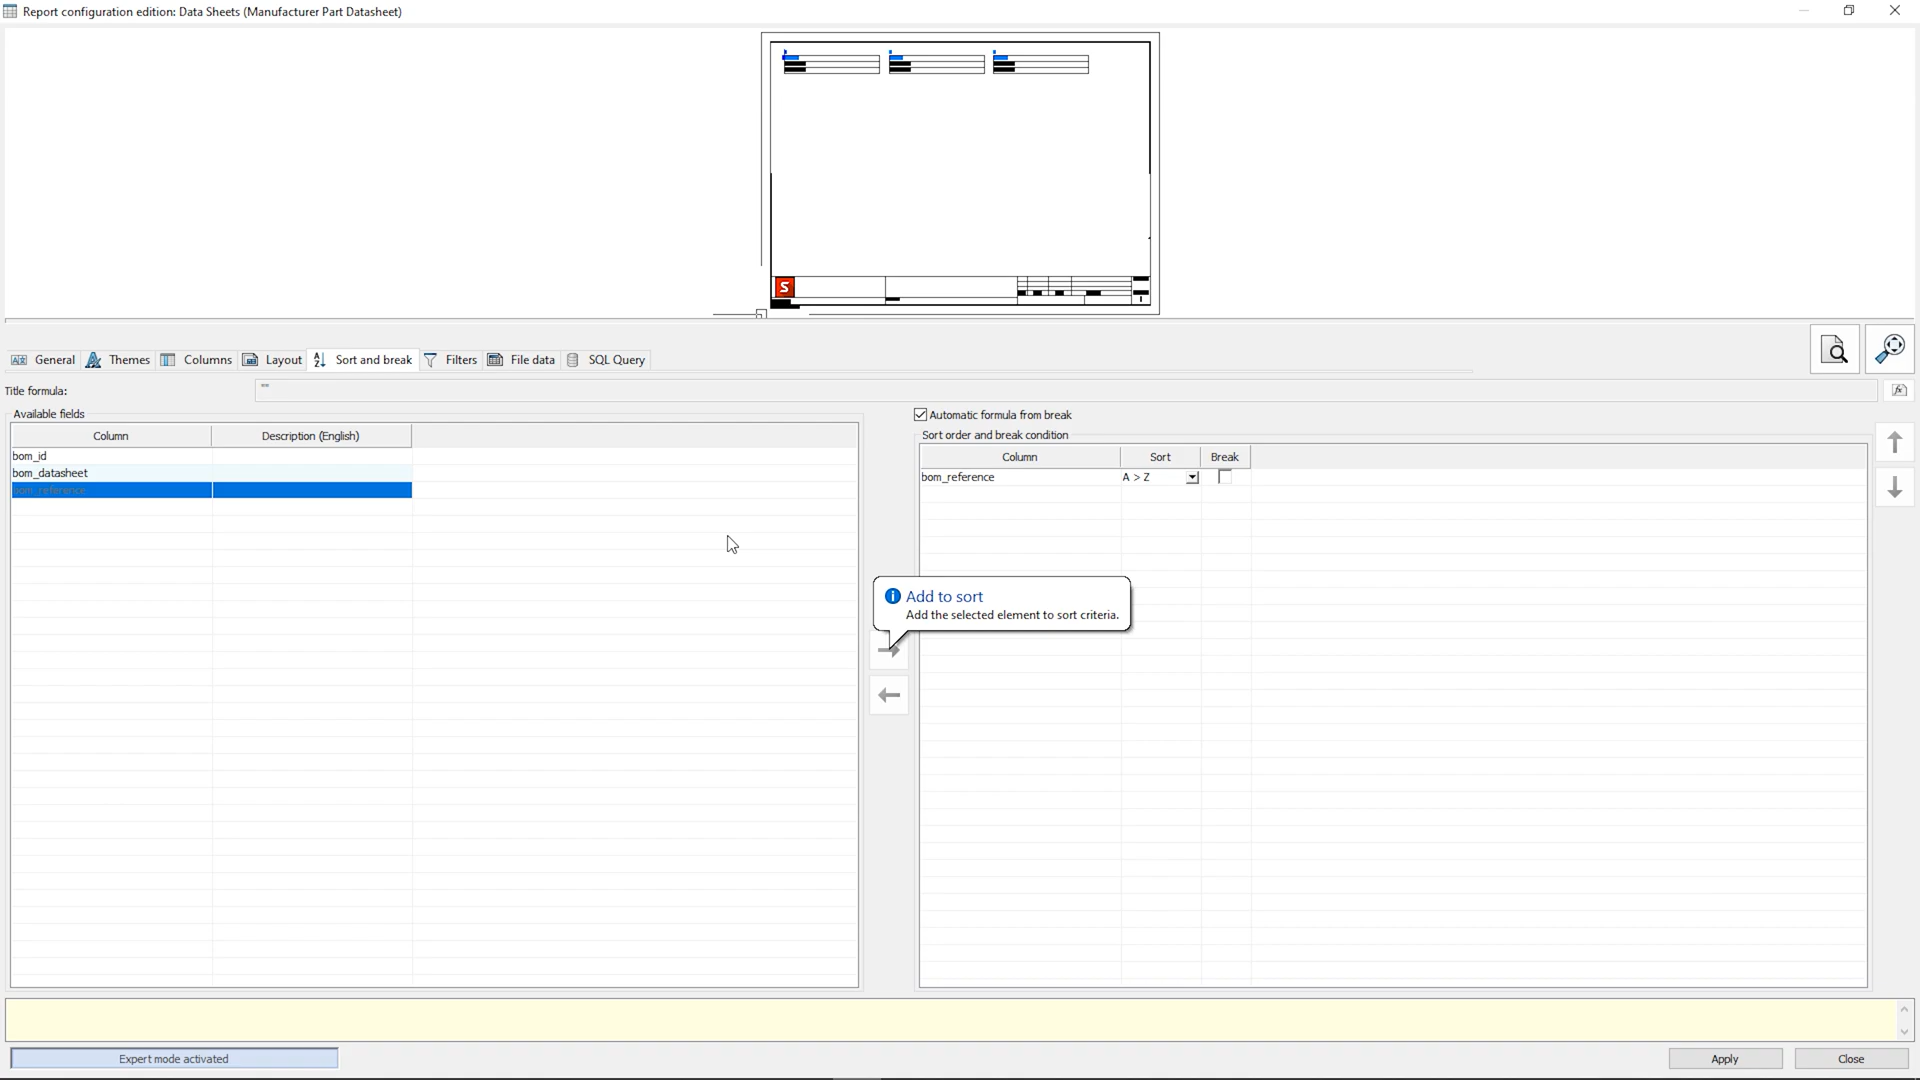 Report configuration edition: Data Sheets (Manufacturer Part Datasheet)
S
General Themes Columns Layout Sort and break Filters File data SQL Query
Title formula: ""
Available fields
Automatic formula from break
Sort order and break condition
Column Description (English)
Column Sort Break
bom_id
bom_datasheet
bom_reference
bom_reference A > Z
Add to sort
Add the selected element to sort criteria.
Expert mode activated
Apply Close